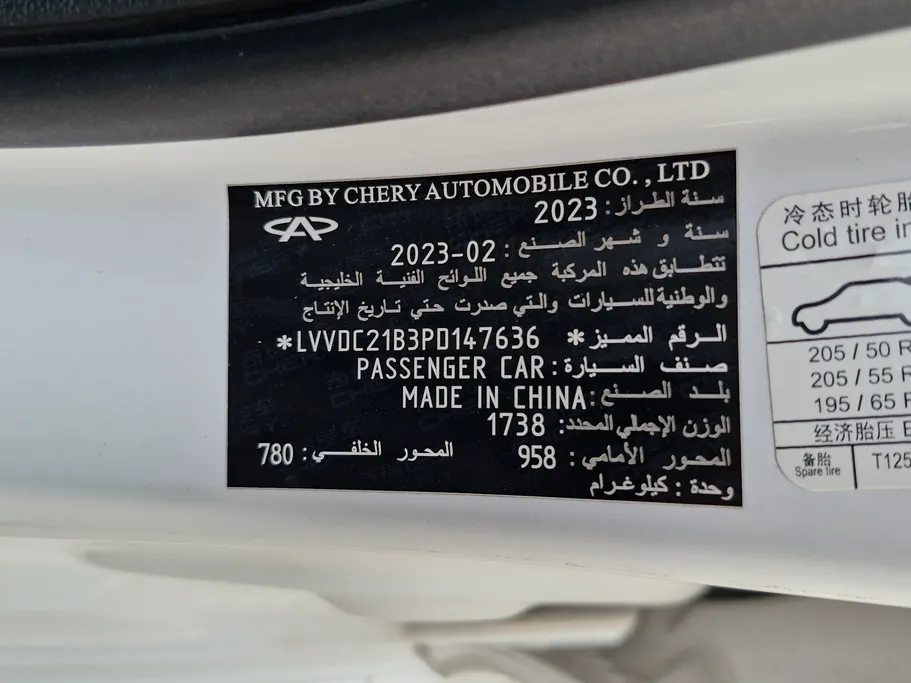 MFG BY CHERY AUTOMOBILE CO., LTD
سنة الطراز: 2023
سنة و شهر الصنع: 2023-02
تتطابق هذه المركبة جميع اللوائح الفنية الخليجية
والوطنية للسيارات والتي صدرت حتي تاريخ الإنتاج
الرقم المميز: *LVVDC21B3PD147636*
صنف السيارة: PASSENGER CAR
بلد الصنع: MADE IN CHINA
الوزن الإجمالي المحدد: 1738
المحور الأمامي: 958 المحور الخلفي: 780
وحدة: كيلوغرام
冷态时轮胎
Cold tire in
205 / 50 R
205 / 55 R
195 / 65 R
经济胎压 E
备胎 T125
Spare tire